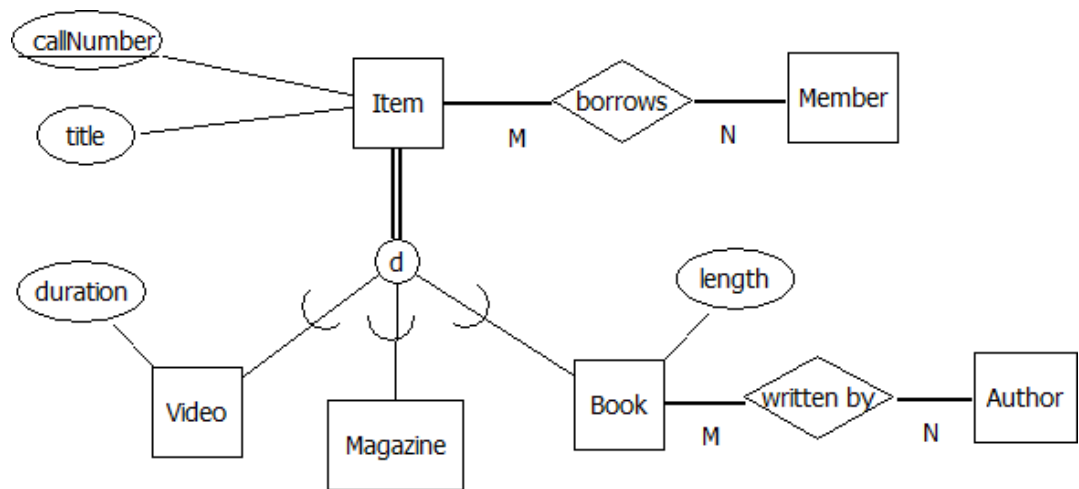 callNumber
title
Item
borrows
Member
M
N
d
duration
length
Video
Magazine
Book
written by
Author
M
N